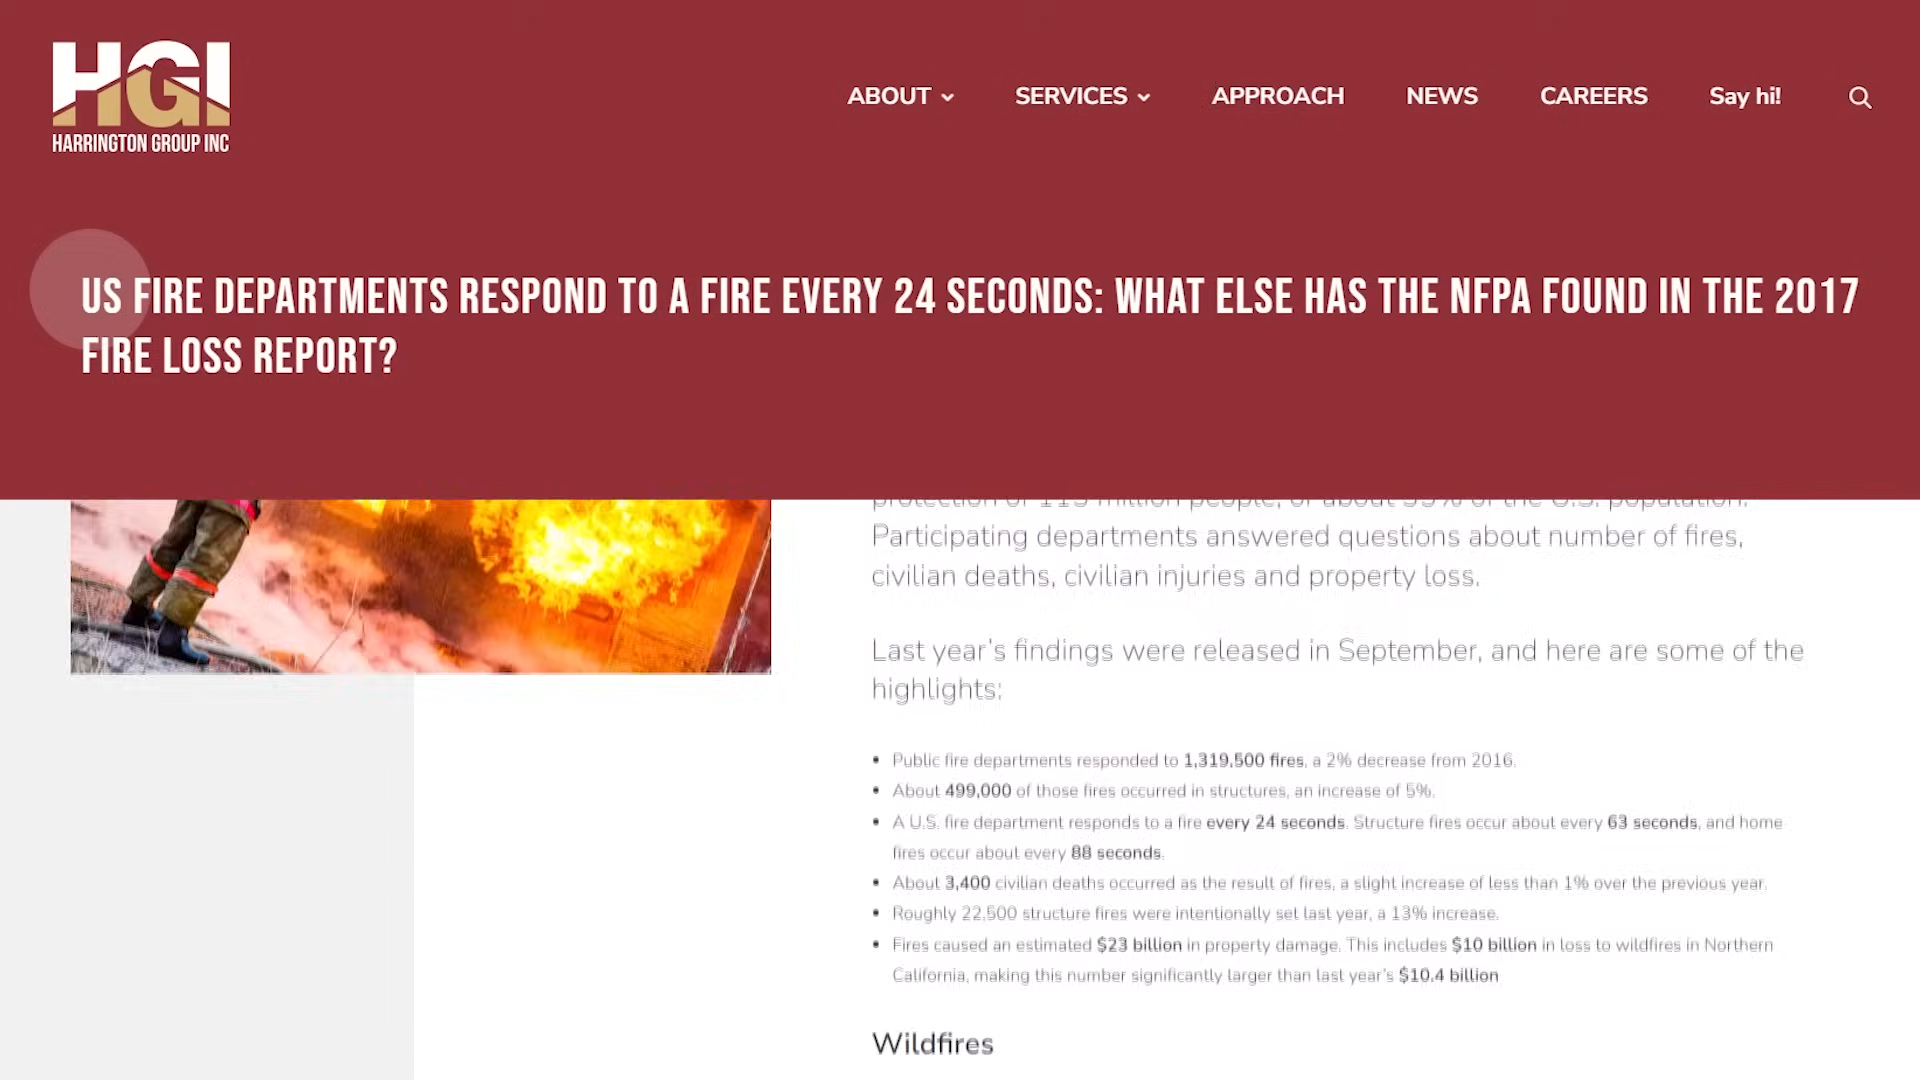 HGI
HARRINGTON GROUP INC
ABOUT
SERVICES
APPROACH
NEWS
CAREERS
Say hi!
US FIRE DEPARTMENTS RESPOND TO A FIRE EVERY 24 SECONDS: WHAT ELSE HAS THE NFPA FOUND IN THE 2017
FIRE LOSS REPORT?
Participating departments answered questions about number of fires,
civilian deaths, civilian injuries and property loss.
Last year's findings were released in September, and here are some of the
highlights:
• Public fire departments responded to 1,319,500 fires, a 2% decrease from 2016.
• About 499,000 of those fires occurred in structures, an increase of 5%.
• A U.S. fire department responds to a fire every 24 seconds. Structure fires occur about every 63 seconds, and home
fires occur about every 88 seconds.
• About 3,400 civilian deaths occurred as the result of fires, a slight increase of less than 1% over the previous year.
• Roughly 22,500 structure fires were intentionally set last year, a 13% increase.
• Fires caused an estimated $23 billion in property damage. This includes $10 billion in loss to wildfires in Northern
California, making this number significantly larger than last year's $10.4 billion
Wildfires